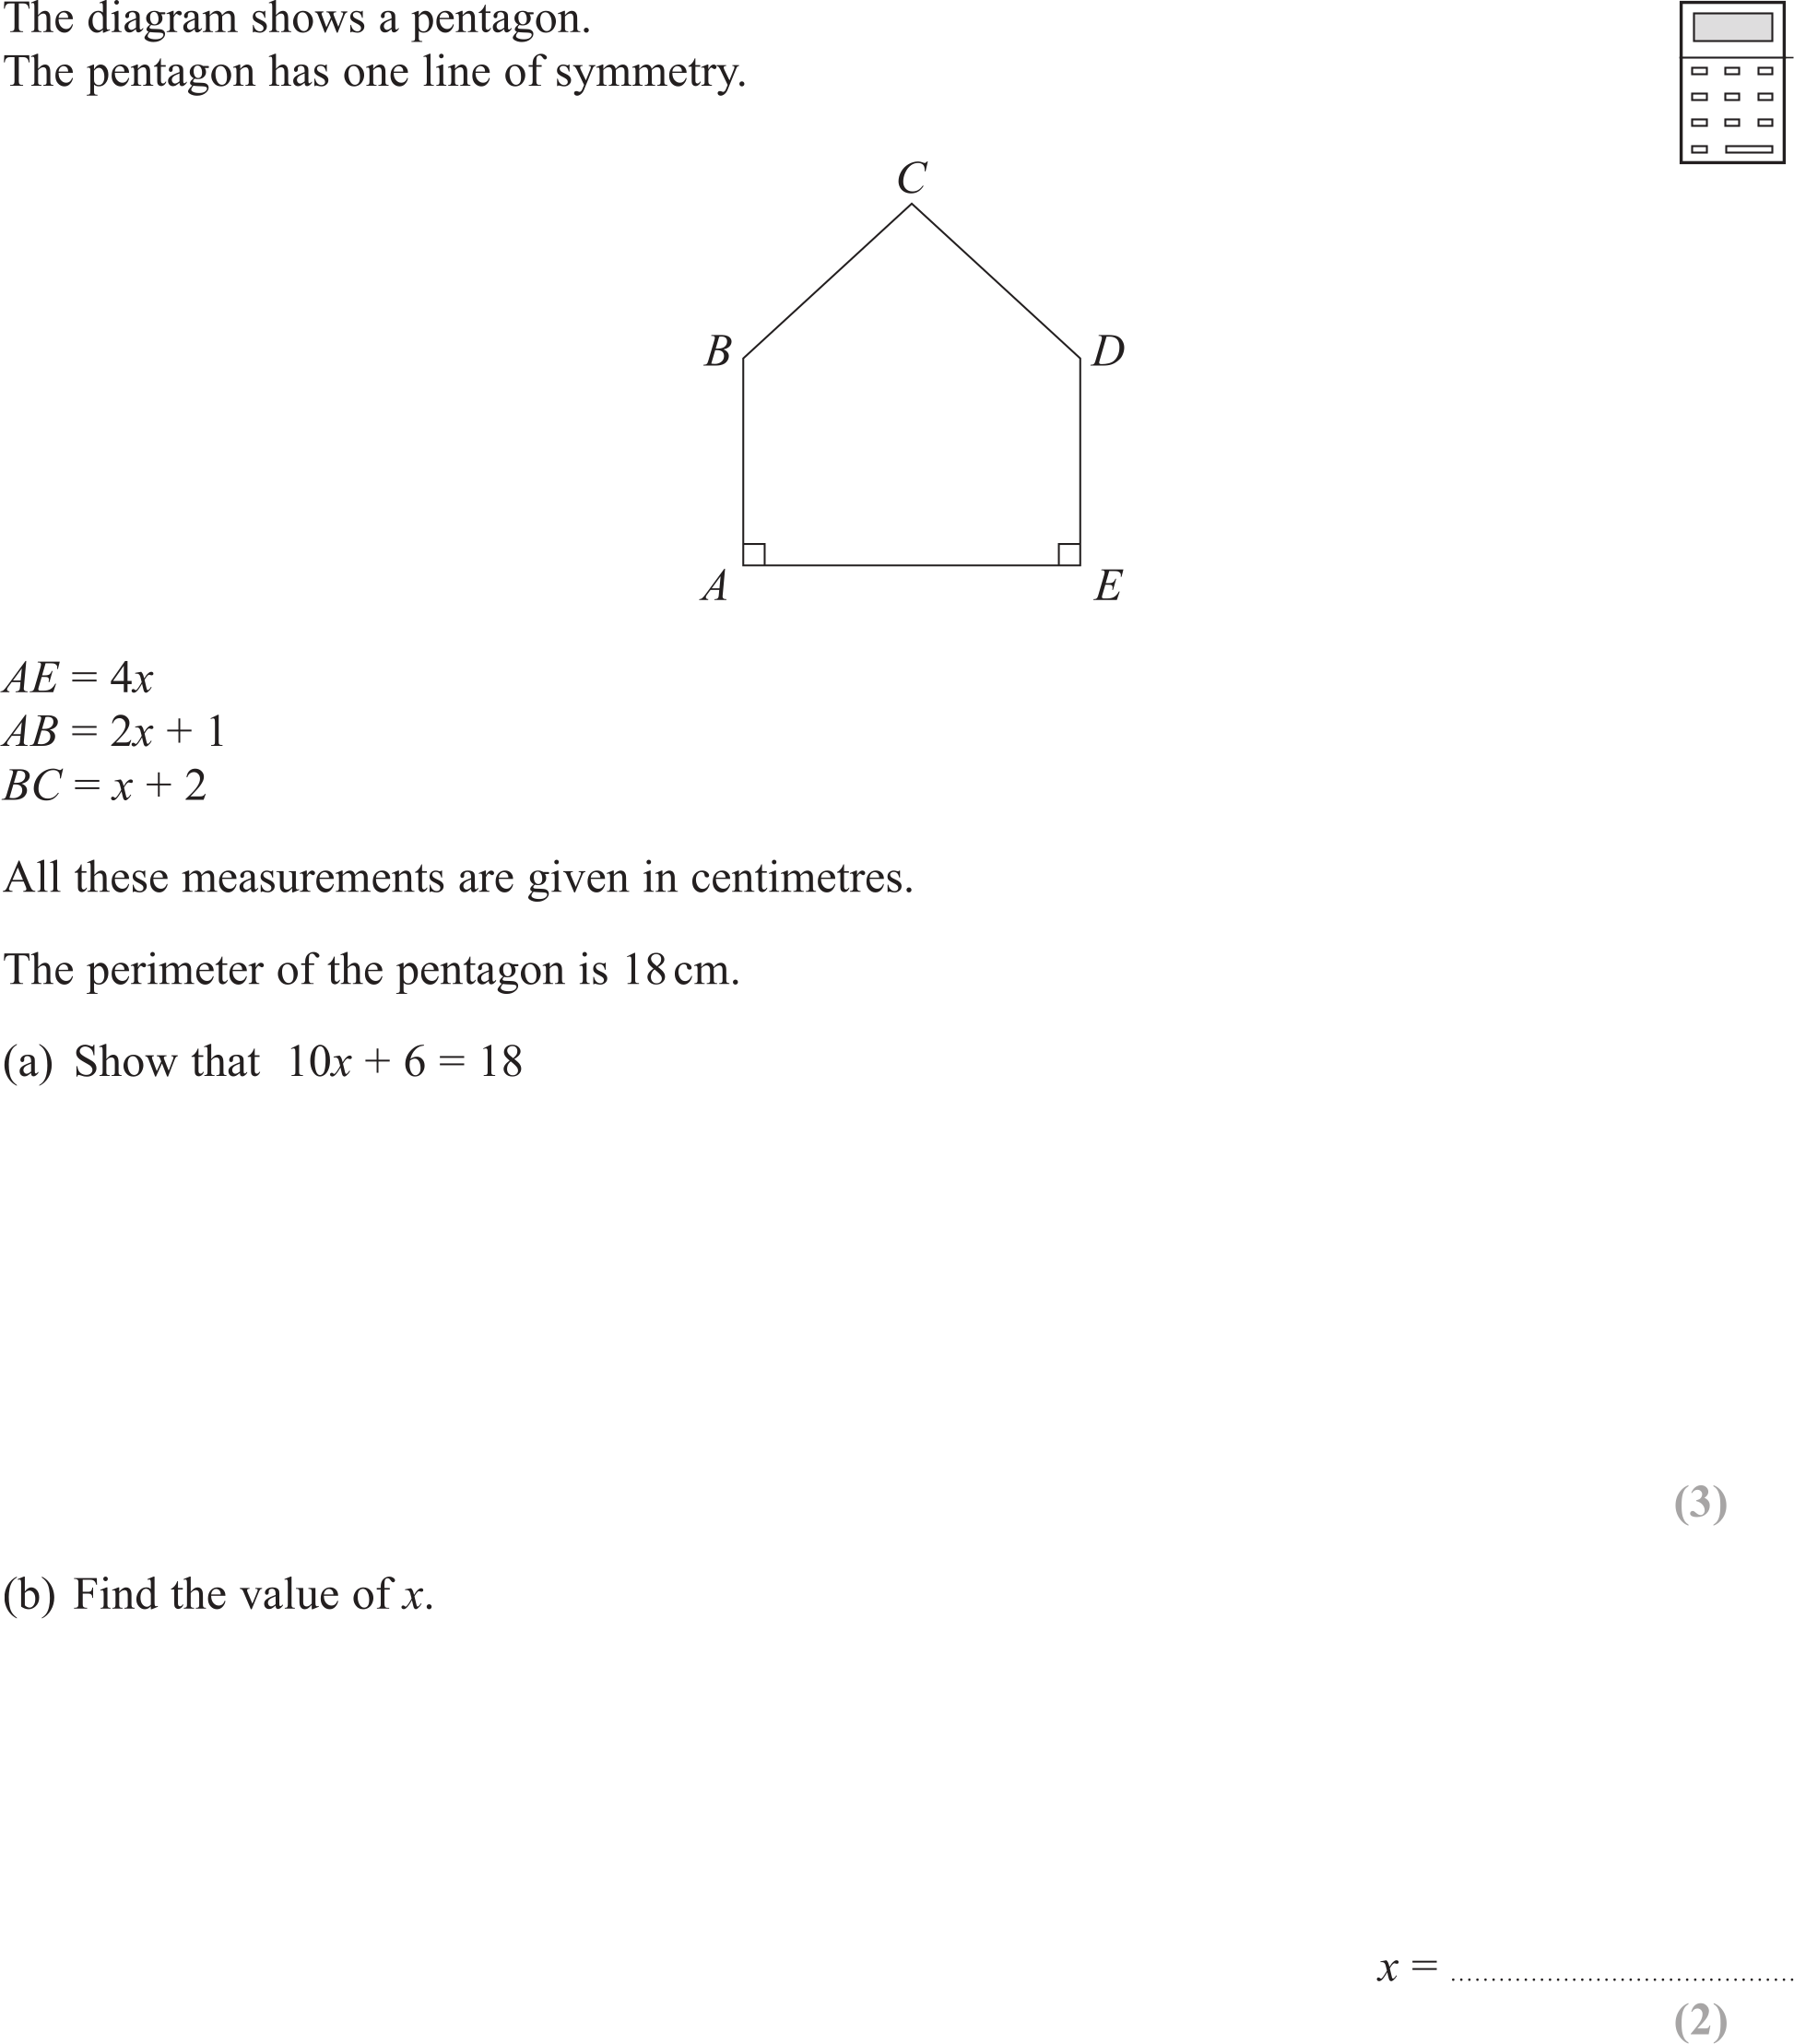 The diagram shows a pentagon.
The pentagon has one line of symmetry.
C
B
D
A
E
AE = 4x
AB = 2x + 1
BC = x + 2
All these measurements are given in centimetres.
The perimeter of the pentagon is 18 cm.
(a) Show that 10x + 6 = 18
(3)
(b) Find the value of x.
x = ..........................................
(2)